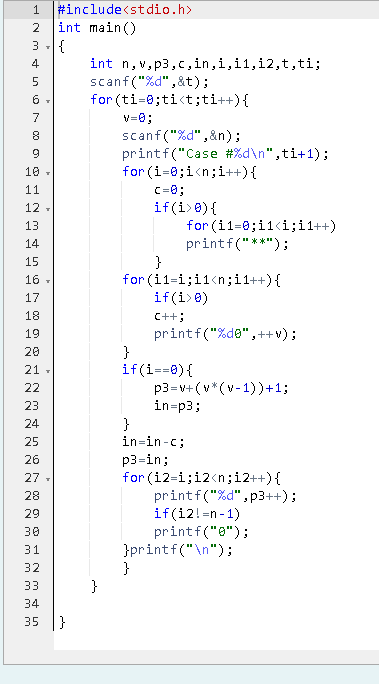 1 #include<stdio.h>
2 int main()
3 {
4     int n,v,p3,c,in,i,i1,i2,t,ti;
5     scanf("%d",&t);
6     for(ti=0;ti<t;ti++){
7         v=0;
8         scanf("%d",&n);
9         printf("Case #%d\n",ti+1);
10         for(i=0;i<n;i++){
11             c=0;
12             if(i>0){
13                 for(i1=0;i1<i;i1++)
14                 printf("**");
15             }
16         for(i1=i;i1<n;i1++){
17             if(i>0)
18             c++;
19             printf("%d0",++v);
20         }
21         if(i==0){
22             p3=v+(v*(v-1))+1;
23             in=p3;
24         }
25         in=in-c;
26         p3=in;
27         for(i2=i;i2<n;i2++){
28             printf("%d",p3++);
29             if(i2!=n-1)
30             printf("0");
31         }printf("\n");
32         }
33     }
34
35 }